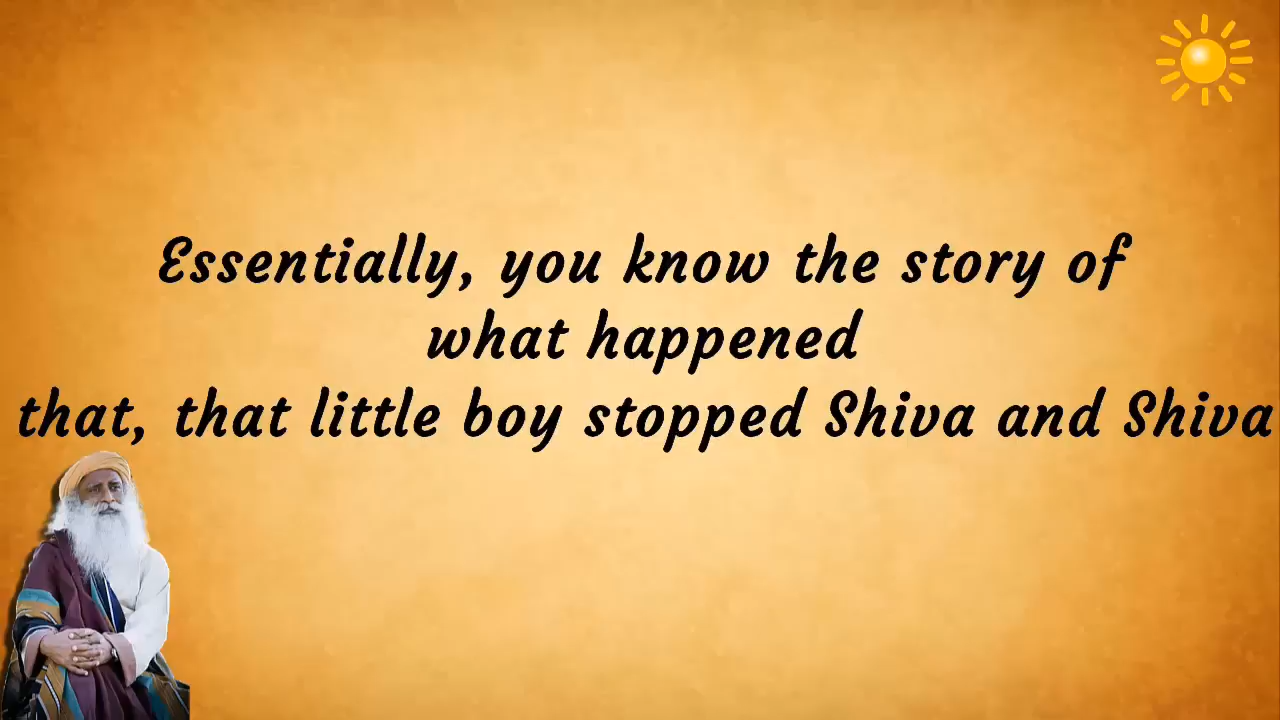 Essentially, you know the story of
what happened
that, that little boy stopped Shiva and Shiva